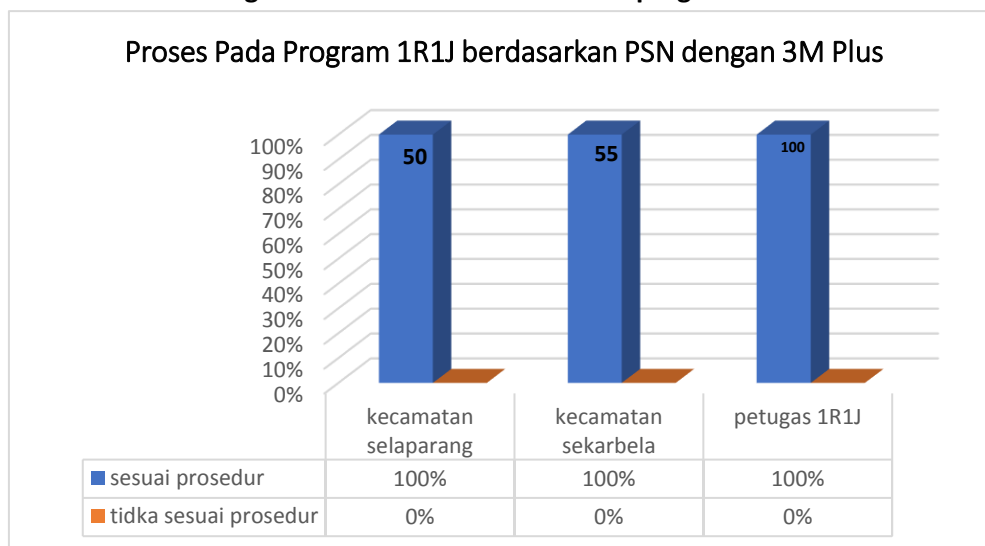 Proses Pada Program 1R1J berdasarkan PSN dengan 3M Plus
100%
90%
80%
70%
60%
50%
40%
30%
20%
10%
0%
50
55
100
kecamatan selaparang
kecamatan sekarbela
petugas 1R1J
sesuai prosedur 100% 100% 100%
tidka sesuai prosedur 0% 0% 0%